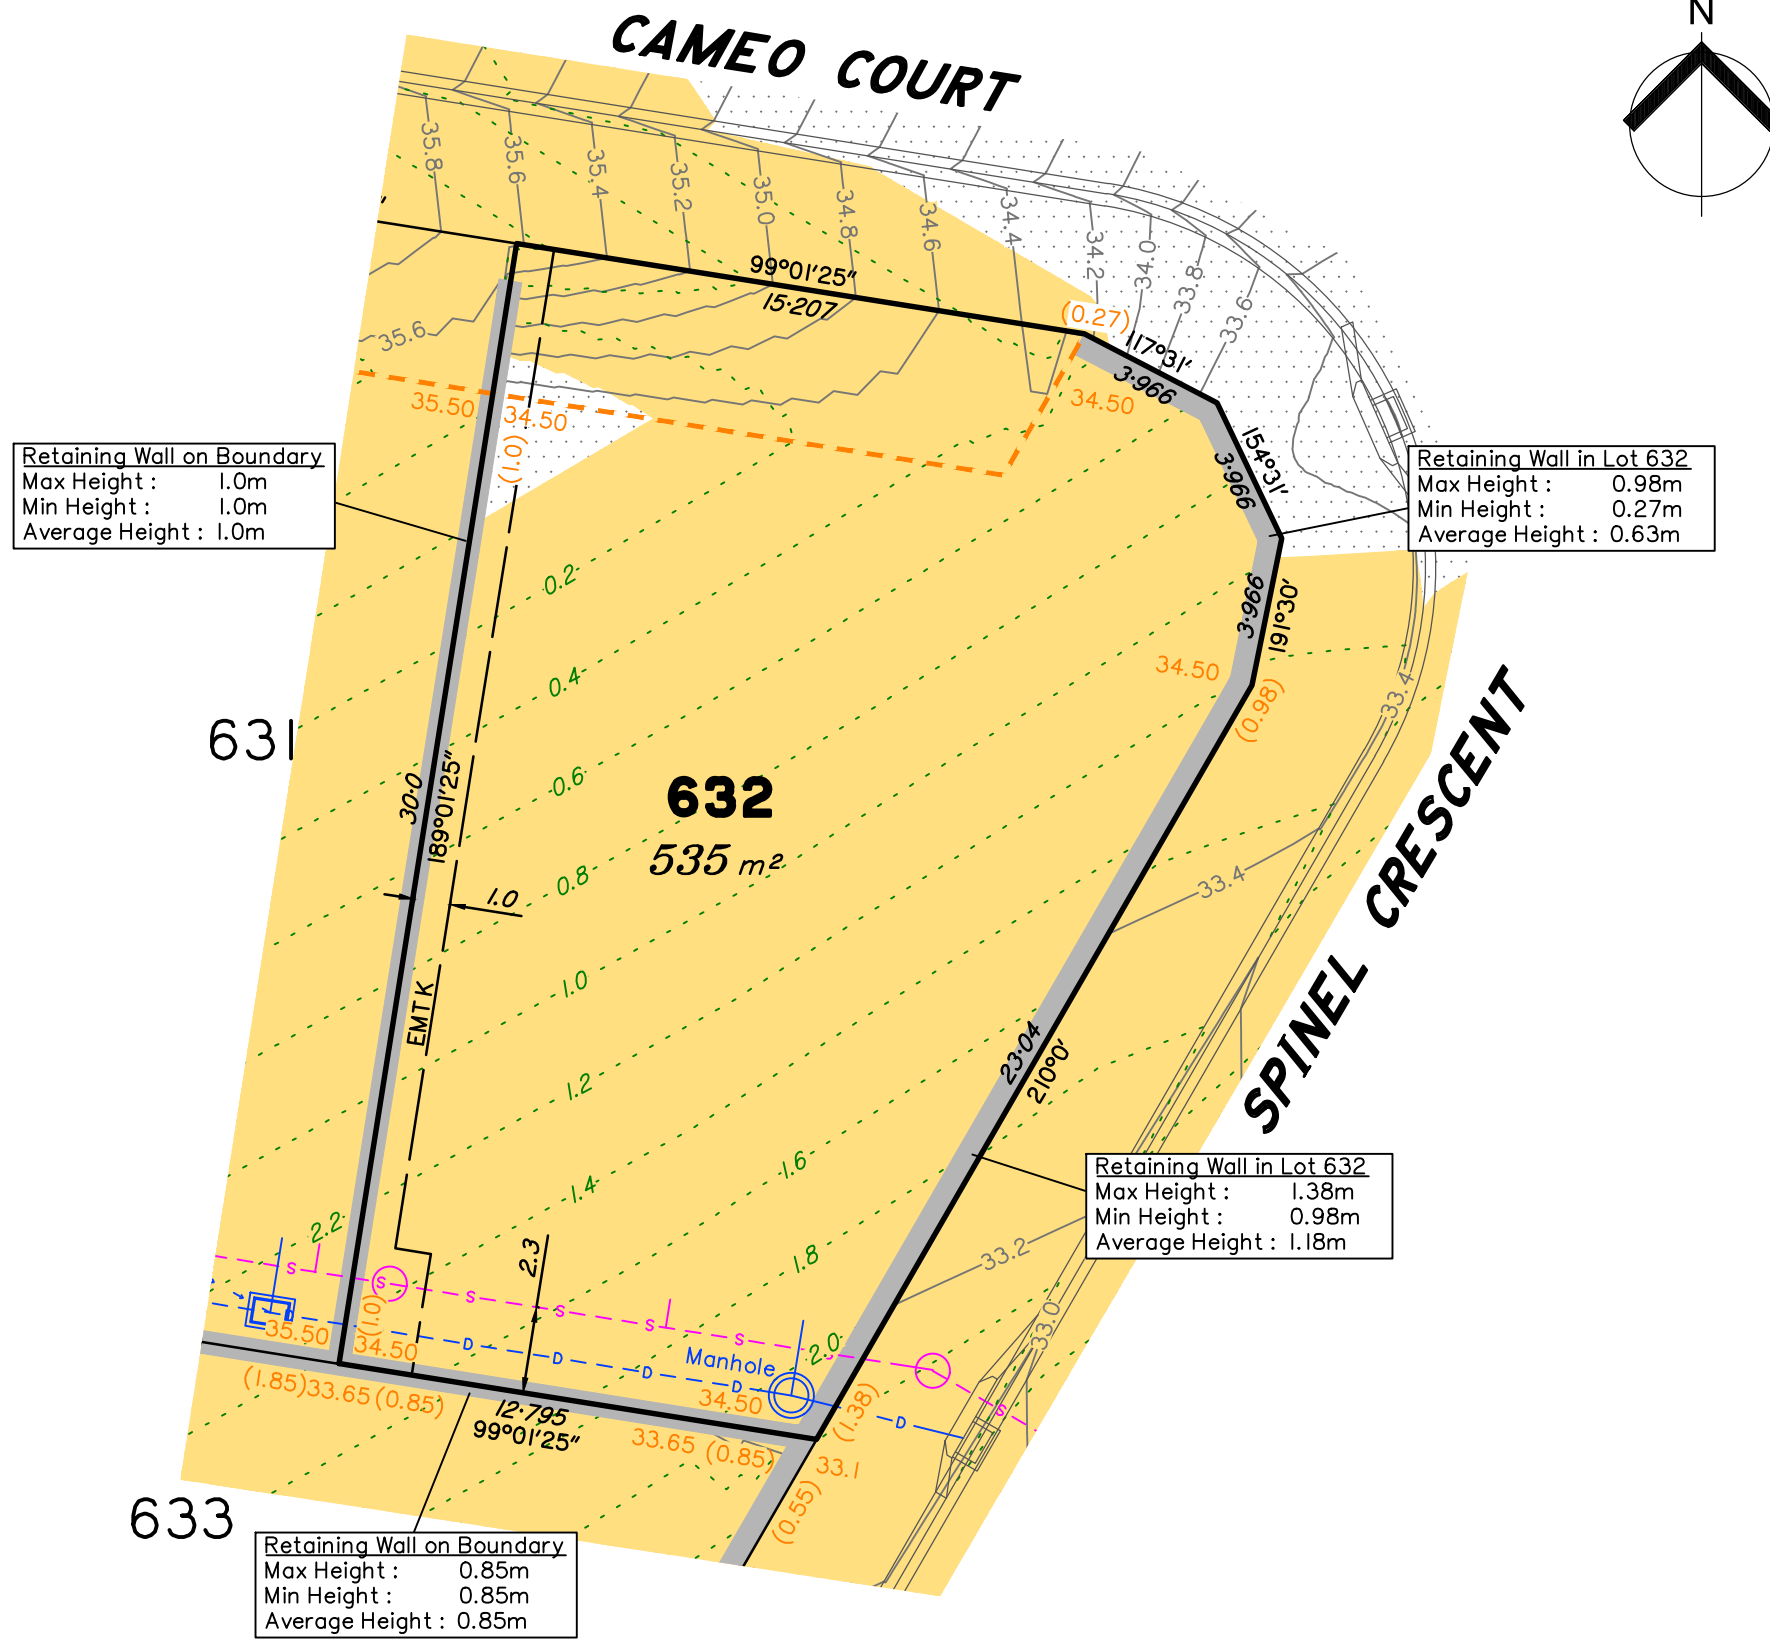 CAMEO COURT
N
35.8
35.6
35.4
35.2
35.0
34.8
34.6
34.4
34.2
34.0
33.8
33.6
99°01'25"
15·207
(0.27)
117°31'
3·966
34.50
35.6
35.50
34.50
(1.0)
154°31'
3·966
Retaining Wall on Boundary
Max Height : 1.0m
Min Height : 1.0m
Average Height : 1.0m
Retaining Wall in Lot 632
Max Height : 0.98m
Min Height : 0.27m
Average Height : 0.63m
0.2
3·966
191°30'
34.50
(0.98)
33.4
0.4
631
0.6
632
535 m²
30·0
189°01'25"
0.8
33.4
1.0
SPINEL CRESCENT
1.0
EMT K
23·04
210°0'
1.2
1.4
1.6
Retaining Wall in Lot 632
Max Height : 1.38m
Min Height : 0.98m
Average Height : 1.18m
2.2
2.3
1.8
33.2
33.0
S S S S S S
35.50
(1.0)
34.50
D D D D D
Manhole
2.0
34.50
(1.38)
(1.85) 33.65 (0.85)
12·795
99°01'25"
33.65 (0.85)
33.1
(0.55)
633
Retaining Wall on Boundary
Max Height : 0.85m
Min Height : 0.85m
Average Height : 0.85m